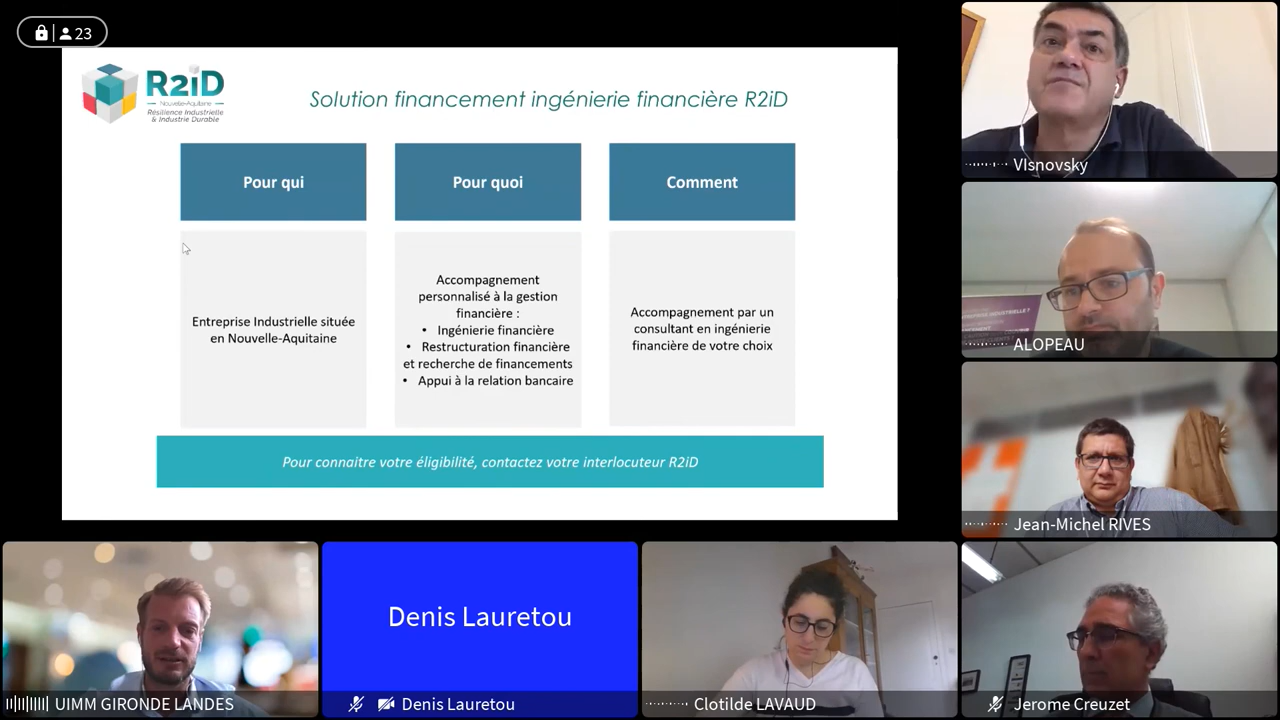 23
R2iD
Nouvelle-Aquitaine
Résilience Industrielle
& Industrie Durable
Solution financement ingénierie financière R2iD
Pour qui
Pour quoi
Comment
Entreprise Industrielle située
en Nouvelle-Aquitaine
Accompagnement
personnalisé à la gestion
financière :
• Ingénierie financière
• Restructuration financière
et recherche de financements
• Appui à la relation bancaire
Accompagnement par un
consultant en ingénierie
financière de votre choix
Pour connaitre votre éligibilité, contactez votre interlocuteur R2iD
VIsnovsky
ALOPEAU
Jean-Michel RIVES
UIMM GIRONDE LANDES
Denis Lauretou
Denis Lauretou
Clotilde LAVAUD
Jerome Creuzet